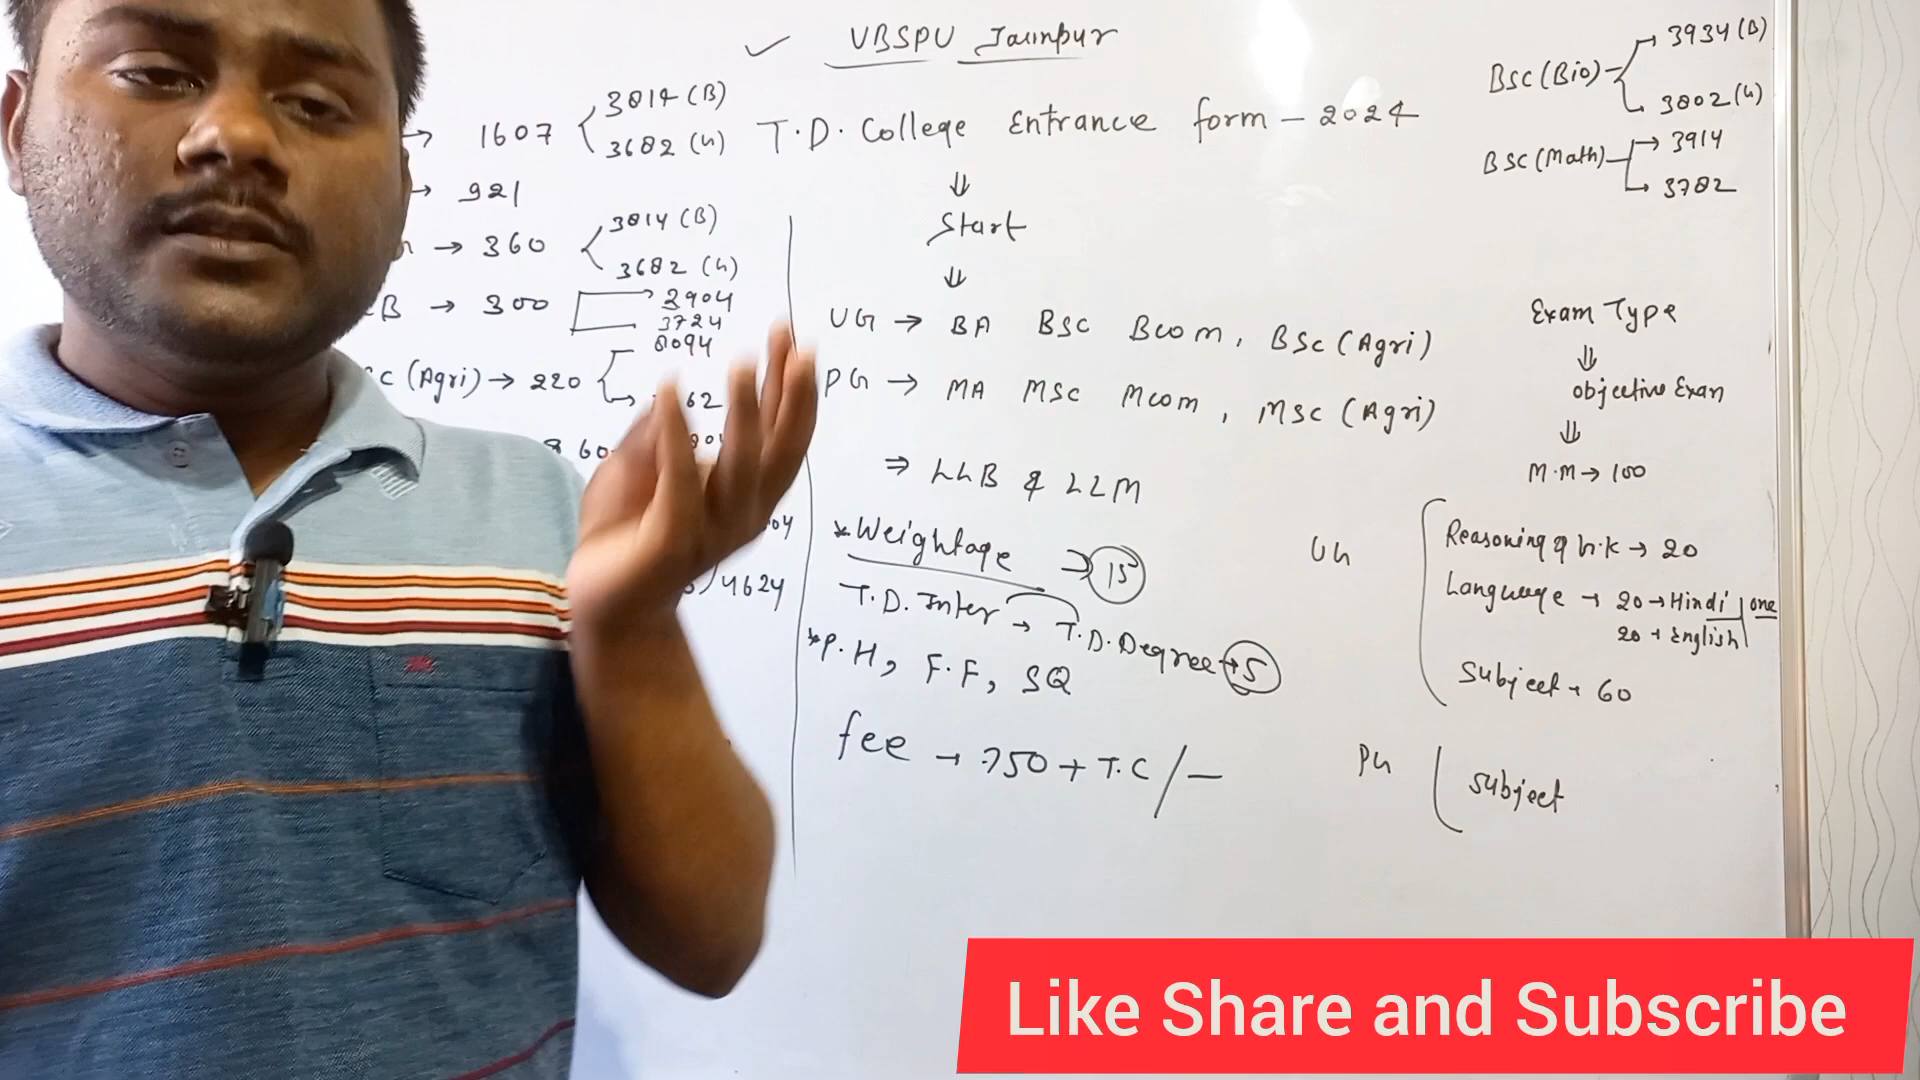 ✓ VBSPU Jaunpur
T.D. College Entrance form - 2024
⇓
Start
⇓
UG → BA BSC Bcom, BSc (Agri)
PG → MA MSC Mcom, MSC (Agri)
⇒ LLB & LLM
*Weightage → 15
T.D. Inter → T.D. Degree → 5
*P.H, F.F, SQ
fee → 750 + T.C /-
→ 1607 3814 (B)
3682 (G)
→ 921
→ 360 3814 (B)
3682 (G)
B → 300 3904
3724
c (Agri) → 220 8094
62
360
04
4624
BSC (Bio) → 3934 (B)
3802 (G)
BSC (Math) → 3914
→ 3782
Exam Type
⇓
objective Exam
⇓
M.M → 100
UG
Reasoning & G.K → 20
Language → 20 → Hindi one
20 → English
Subject → 60
PG Subject
Like Share and Subscribe